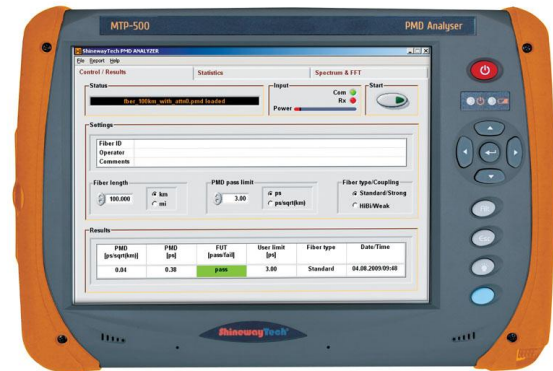 MTP-500
PMD Analyser
ShinewayTech PMD ANALYZER
File Report Help
Control / Results
Statistics
Spectrum & FFT
Status
fber_100km_with_attn0.pmd loaded
Input
Com
Rx
Power
Start
Settings
Fiber ID
Operator
Comments
Fiber length
100.000
km
mi
PMD pass limit
3.00
ps
ps/sqrt(km)
Fiber type/Coupling
Standard/Strong
HiBi/Weak
Results
PMD [ps/sqrt(km)]
PMD [ps]
FUT [pass/fail]
User limit [ps]
Fiber type
Date/Time
0.04
0.38
pass
3.00
Standard
04.08.2009/09:48
ShinewayTech
Esc